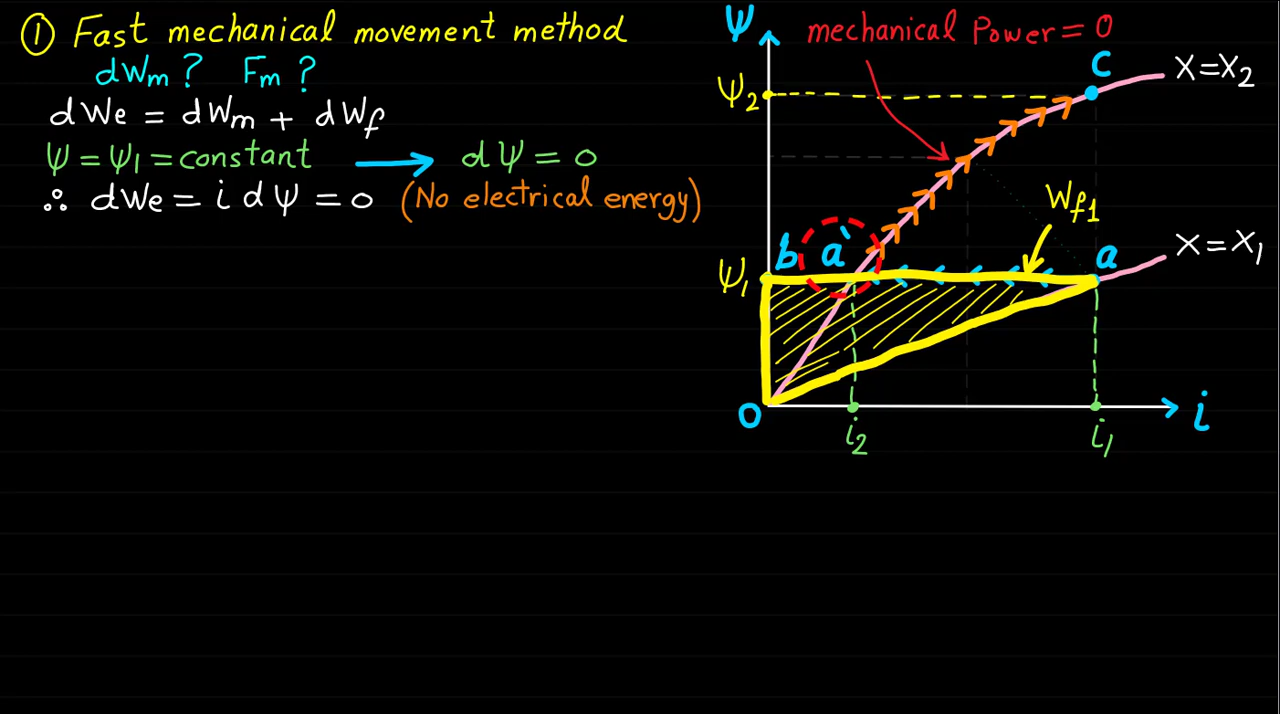 ① Fast mechanical movement method
dWm ? Fm ?
dWe = dWm + dWf
Ψ = Ψ1 = constant → dΨ = 0
∴ dWe = i dΨ = 0 (No electrical energy)
Ψ
mechanical Power = 0
C
X=X2
Ψ2
Wf1
b
a`
a
X=X1
Ψ1
O
i2
i1
i